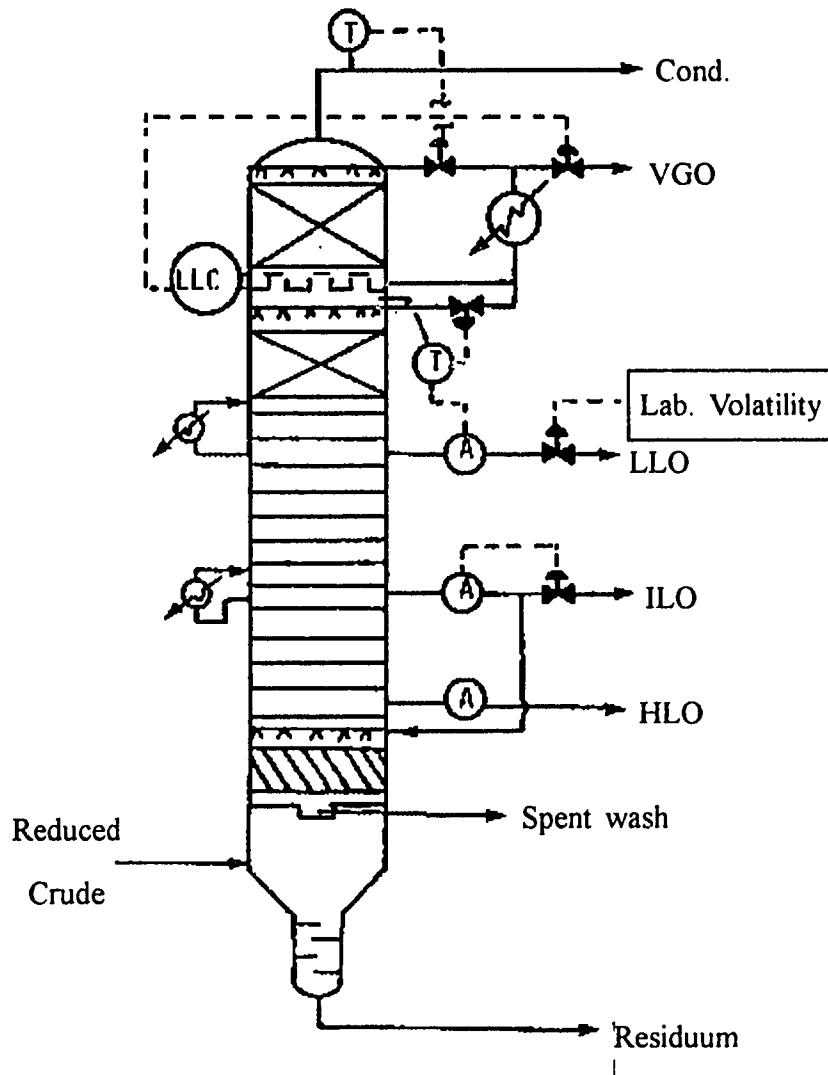 T
Cond.
VGO
LLC
T
Lab. Volatility
A
LLO
A
ILO
A
HLO
Spent wash
Reduced
Crude
Residuum